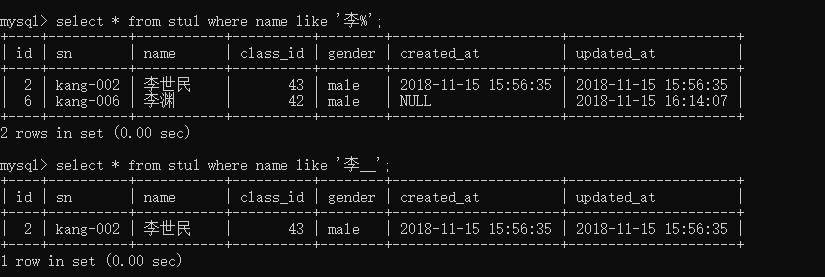 mysql> select * from stu1 where name like '李%';
+----+----------+--------+----------+--------+---------------------+---------------------+
| id | sn | name | class_id | gender | created_at | updated_at |
+----+----------+--------+----------+--------+---------------------+---------------------+
| 2 | kang-002 | 李世民 | 43 | male | 2018-11-15 15:56:35 | 2018-11-15 15:56:35 |
| 6 | kang-006 | 李渊 | 42 | male | NULL | 2018-11-15 16:14:07 |
+----+----------+--------+----------+--------+---------------------+---------------------+
2 rows in set (0.00 sec)
mysql> select * from stu1 where name like '李__';
+----+----------+--------+----------+--------+---------------------+---------------------+
| id | sn | name | class_id | gender | created_at | updated_at |
+----+----------+--------+----------+--------+---------------------+---------------------+
| 2 | kang-002 | 李世民 | 43 | male | 2018-11-15 15:56:35 | 2018-11-15 15:56:35 |
+----+----------+--------+----------+--------+---------------------+---------------------+
1 row in set (0.00 sec)